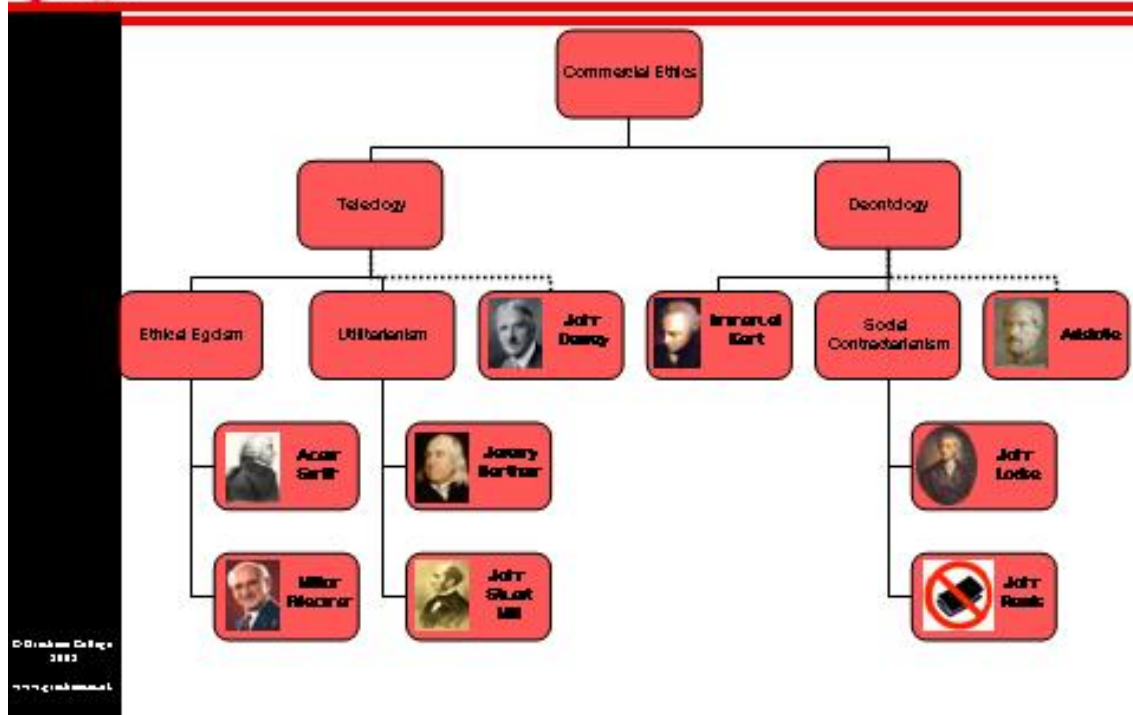 Commercial Ethics
Teleology
Deontology
Ethical Egoism
Utilitarianism
John
Dewey
Immanuel
Kant
Social
Contractarianism
Aristotle
Adam
Smith
Jeremy
Bentham
John
Locke
Milton
Friedman
John
Stuart
Mill
John
Rawls
© Gresham College